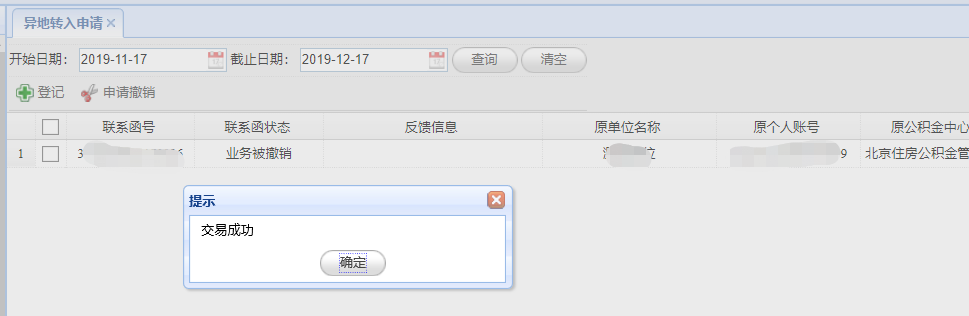 异地转入申请
开始日期： 2019-11-17 截止日期： 2019-12-17 查询 清空
登记 申请撤销
联系函号 联系函状态 反馈信息 原单位名称 原个人账号 原公积金中心
1 业务被撤销 位 9 北京住房公积金管
提示
交易成功
确定